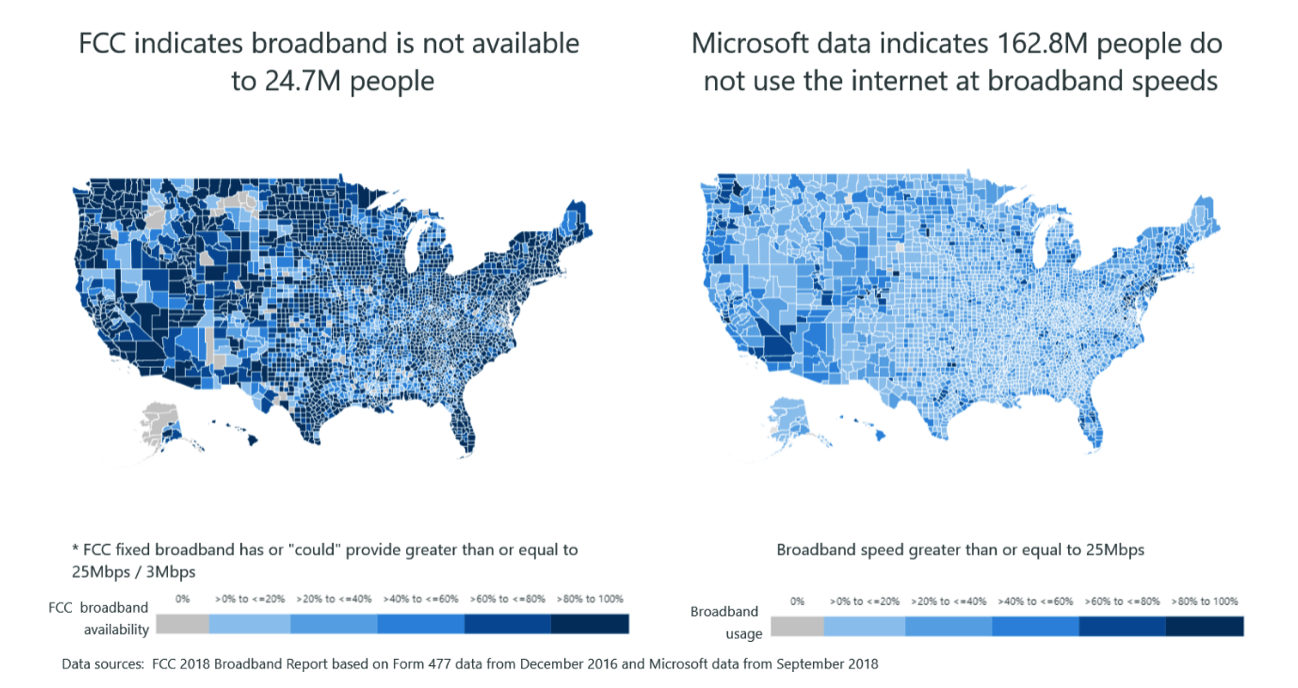 FCC indicates broadband is not available
to 24.7M people
Microsoft data indicates 162.8M people do
not use the internet at broadband speeds
* FCC fixed broadband has or "could" provide greater than or equal to
25Mbps / 3Mbps
FCC broadband
availability
0% >0% to <=20% >20% to <=40% >40% to <=60% >60% to <=80% >80% to 100%
Broadband speed greater than or equal to 25Mbps
Broadband
usage
0% >0% to <=20% >20% to <=40% >40% to <=60% >60% to <=80% >80% to 100%
Data sources: FCC 2018 Broadband Report based on Form 477 data from December 2016 and Microsoft data from September 2018